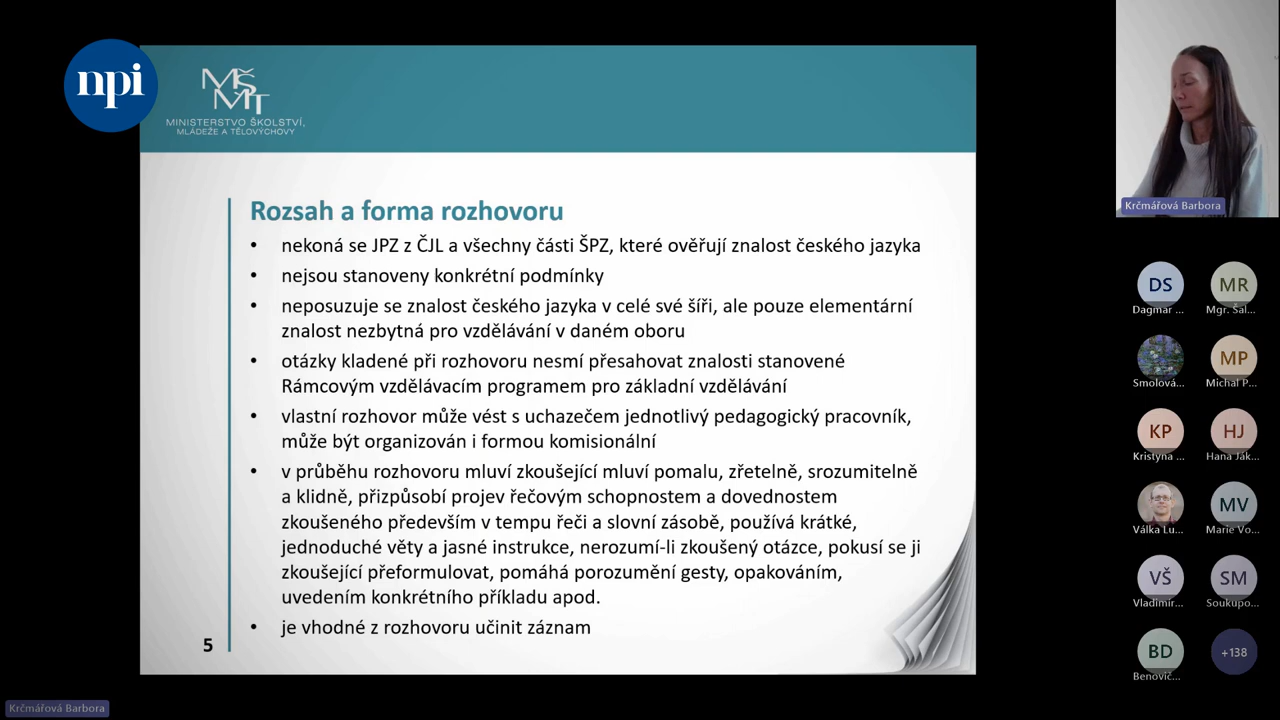 npi
MŠ
MT
MINISTERSTVO ŠKOLSTVÍ,
MLÁDEŽE A TĚLOVÝCHOVY
Rozsah a forma rozhovoru
• nekoná se JPZ z ČJL a všechny části ŠPZ, které ověřují znalost českého jazyka
• nejsou stanoveny konkrétní podmínky
• neposuzuje se znalost českého jazyka v celé své šíři, ale pouze elementární
znalost nezbytná pro vzdělávání v daném oboru
• otázky kladené při rozhovoru nesmí přesahovat znalosti stanovené
Rámcovým vzdělávacím programem pro základní vzdělávání
• vlastní rozhovor může vést s uchazečem jednotlivý pedagogický pracovník,
může být organizován i formou komisionální
• v průběhu rozhovoru mluví zkoušející mluví pomalu, zřetelně, srozumitelně
a klidně, přizpůsobí projev řečovým schopnostem a dovednostem
zkoušeného především v tempu řeči a slovní zásobě, používá krátké,
jednoduché věty a jasné instrukce, nerozumí-li zkoušený otázce, pokusí se ji
zkoušející přeformulovat, pomáhá porozumění gesty, opakováním,
uvedením konkrétního příkladu apod.
• je vhodné z rozhovoru učinit záznam
5
Krčmářová Barbora
DS
Dagmar ...
MR
Mgr. Šal...
Smolová...
MP
Michal P...
KP
Kristýna ...
HJ
Hana Ják...
Válka Lu...
MV
Marie Vo...
VŠ
Vladimír...
SM
Soukupo...
BD
Benovič...
+138
Krčmářová Barbora